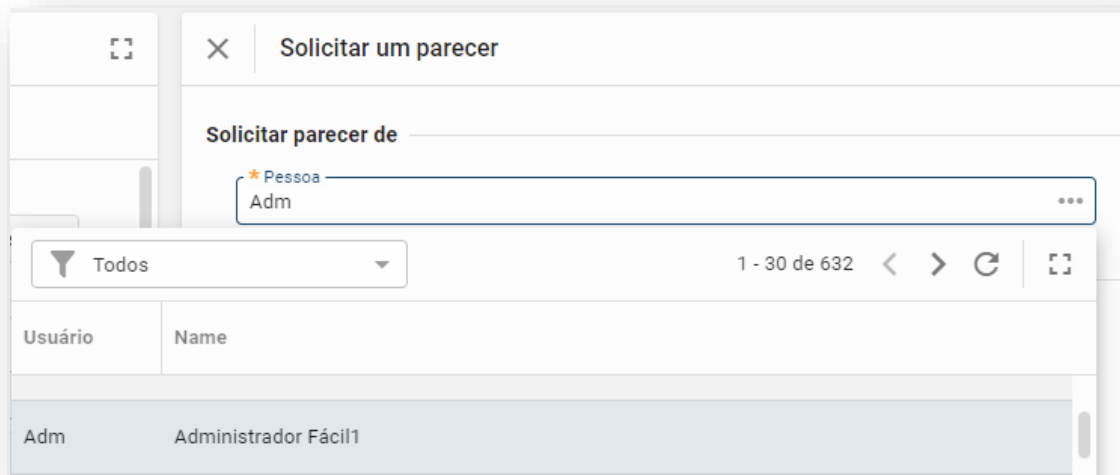 Solicitar um parecer
Solicitar parecer de
* Pessoa
Adm
Todos
1 - 30 de 632
Usuário Name
Adm Administrador Fácil1